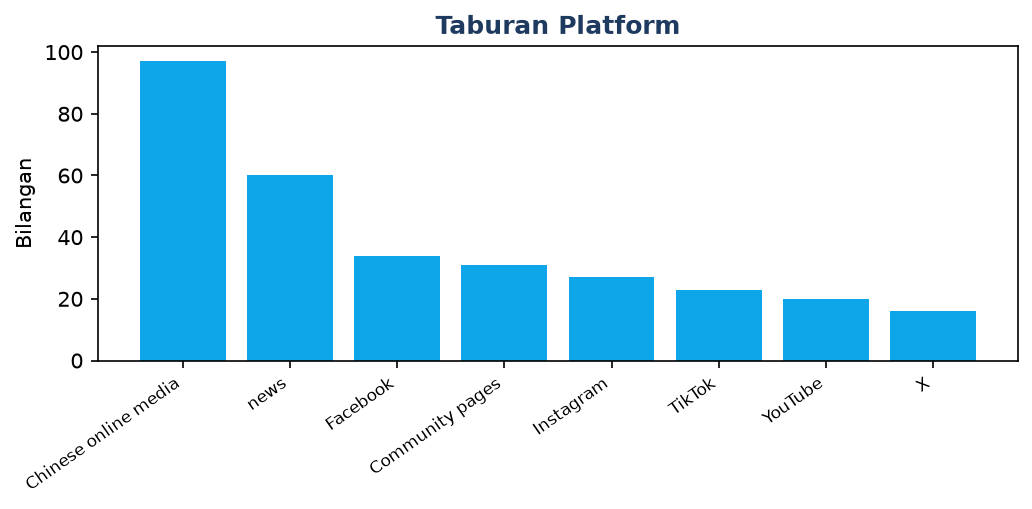 Taburan Platform
Bilangan
100
80
60
40
20
0
Chinese online media
news
Facebook
Community pages
Instagram
TikTok
YouTube
X